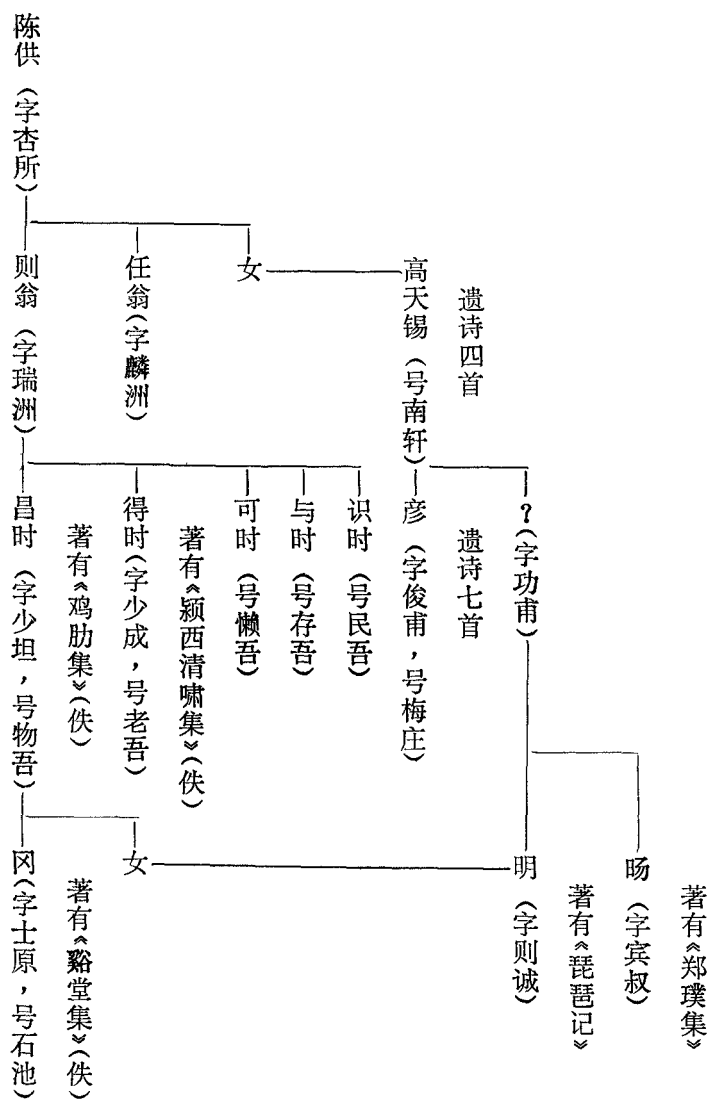 陈供（字杏所）
则翁（字瑞洲）
昌时（字少坦，号物吾）
冈（字士原，号石池）
著有《鸡肋集》（佚）
著有《谿堂集》（佚）
任翁（字麟洲）
得时（字少成，号老吾）
女
著有《颖西清啸集》（佚）
女
可时（号懒吾）
与时（号存吾）
识时（号民吾）
高天锡（号南轩）
彦（字俊甫，号梅庄）
遗诗四首
遗诗七首
？（字功甫）
明（字则诚）
著有《琵琶记》
旸（字宾叔）
著有《郑璞集》